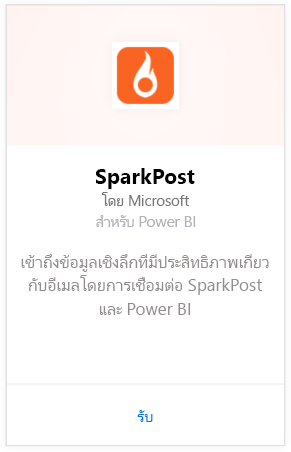 SparkPost
โดย Microsoft
สำหรับ Power BI
เข้าถึงข้อมูลเชิงลึกที่มีประสิทธิภาพเกี่ยว
กับอีเมลโดยการเชื่อมต่อ SparkPost
และ Power BI
รับ